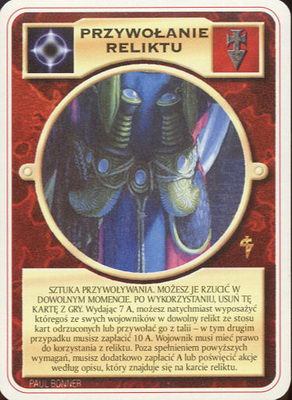 PRZYWOŁANIE
RELIKTU
SZTUKA PRZYWOŁYWANIA. MOŻESZ JE RZUCIĆ W
DOWOLNYM MOMENCIE. PO WYKORZYSTANIU, USUŃ TĘ
KARTĘ Z GRY. Wydając 7 A, możesz natychmiast wyposażyć
któregoś ze swych wojowników w dowolny relikt ze stosu
kart odrzuconych lub przywołać go z talii – w tym drugim
przypadku musisz zapłacić 10 A. Wojownik musi mieć prawo
do korzystania z reliktu. Poza spełnieniem powyższych
wymagań, musisz dodatkowo zapłacić A lub poświęcić akcje
według opisu, który znajduje się na karcie reliktu.
PAUL BONNER